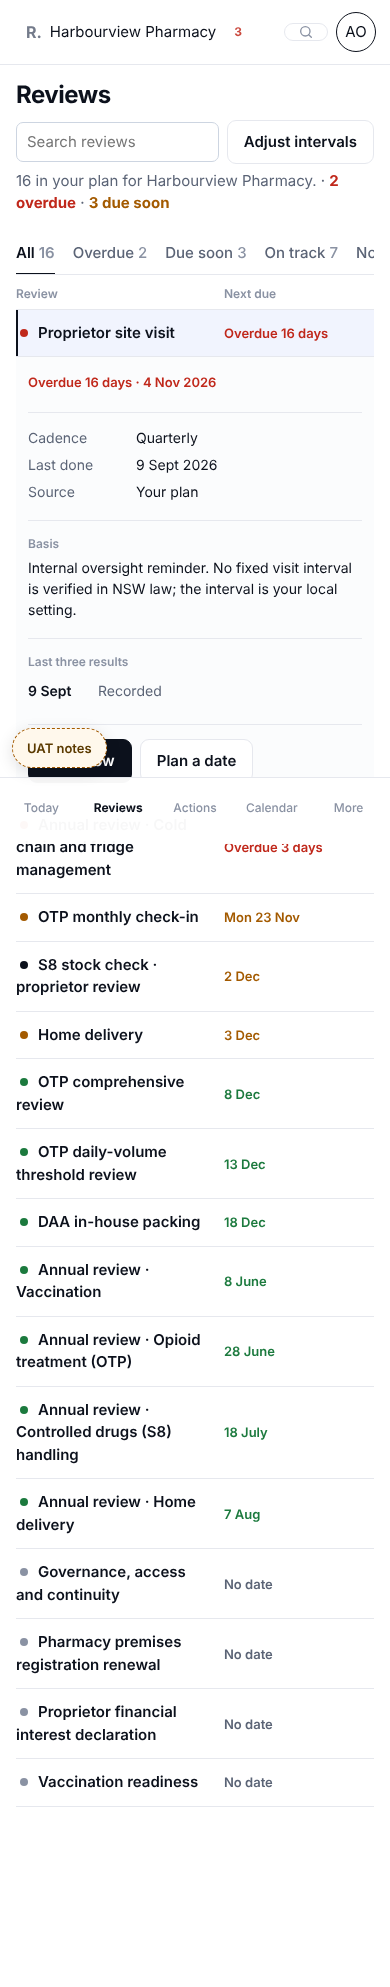 R. Harbourview Pharmacy 3 AO
Reviews
Search reviews Adjust intervals
16 in your plan for Harbourview Pharmacy. · 2
overdue · 3 due soon
All 16 Overdue 2 Due soon 3 On track 7 No
Review Next due
Proprietor site visit Overdue 16 days
Overdue 16 days · 4 Nov 2026
Cadence Quarterly
Last done 9 Sept 2026
Source Your plan
Basis
Internal oversight reminder. No fixed visit interval
is verified in NSW law; the interval is your local
setting.
Last three results
9 Sept Recorded
UAT notes Plan a date
Today Reviews Actions Calendar More
Annual review · Cold
chain and fridge Overdue 3 days
management
OTP monthly check-in Mon 23 Nov
S8 stock check · 2 Dec
proprietor review
Home delivery 3 Dec
OTP comprehensive 8 Dec
review
OTP daily-volume 13 Dec
threshold review
DAA in-house packing 18 Dec
Annual review · 8 June
Vaccination
Annual review · Opioid 28 June
treatment (OTP)
Annual review ·
Controlled drugs (S8) 18 July
handling
Annual review · Home 7 Aug
delivery
Governance, access No date
and continuity
Pharmacy premises No date
registration renewal
Proprietor financial No date
interest declaration
Vaccination readiness No date